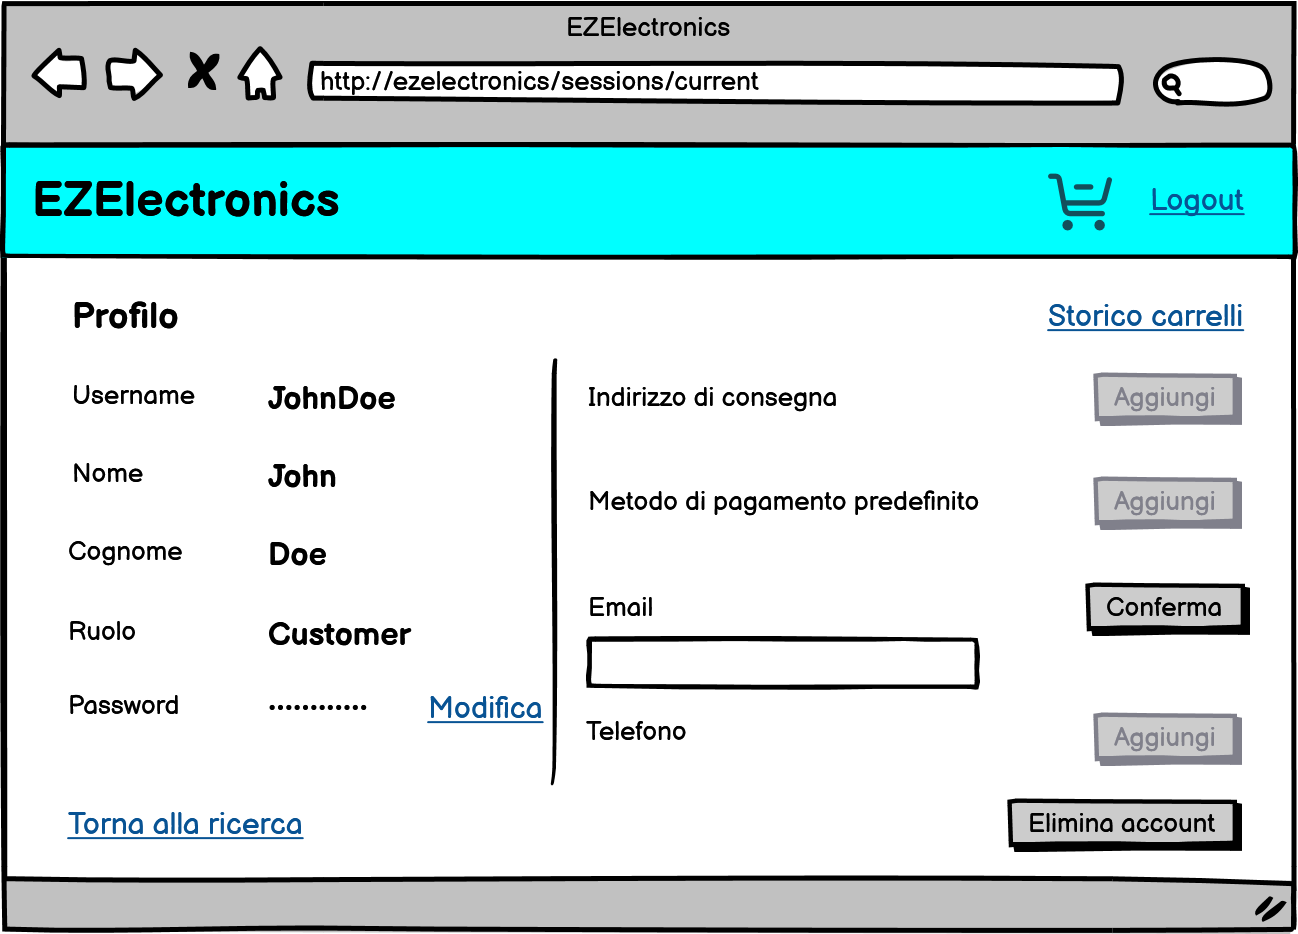 EZElectronics
http://ezelectronics/sessions/current
EZElectronics
Logout
Profilo
Storico carrelli
Username JohnDoe
Nome John
Cognome Doe
Ruolo Customer
Password •••••••••••• Modifica
Indirizzo di consegna Aggiungi
Metodo di pagamento predefinito Aggiungi
Email Conferma
Telefono Aggiungi
Torna alla ricerca
Elimina account